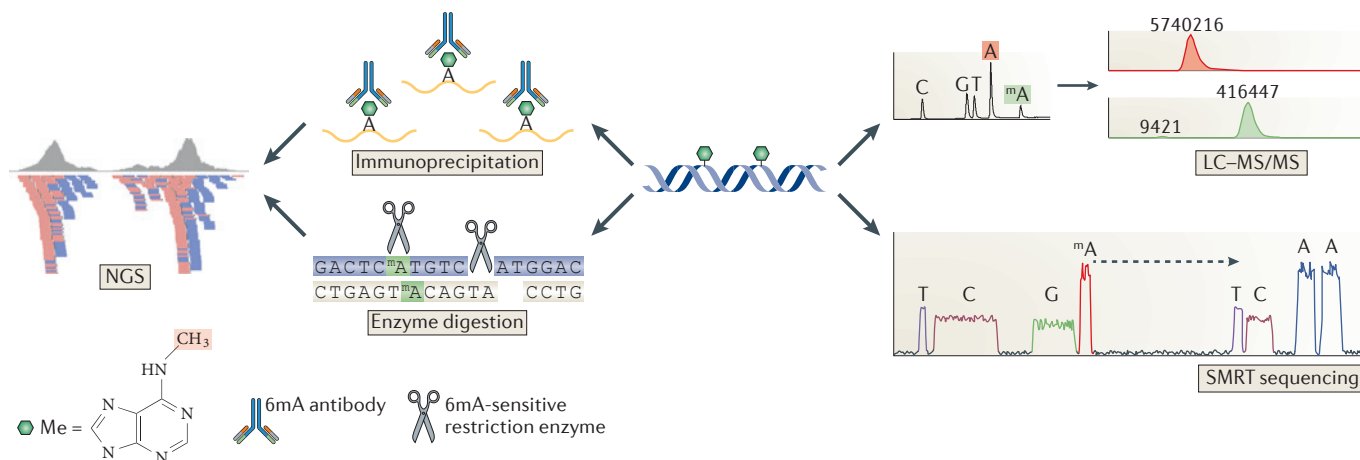 A
A
A
Immunoprecipitation
NGS
GACTCmATGTC ATGGAC
CTGAGTmACAGTA CCTG
Enzyme digestion
C
G
T
A
mA
5740216
416447
9421
LC–MS/MS
T
C
G
mA
T
C
A
A
SMRT sequencing
CH3
HN
N
N
N
N
Me =
6mA antibody
6mA-sensitive
restriction enzyme